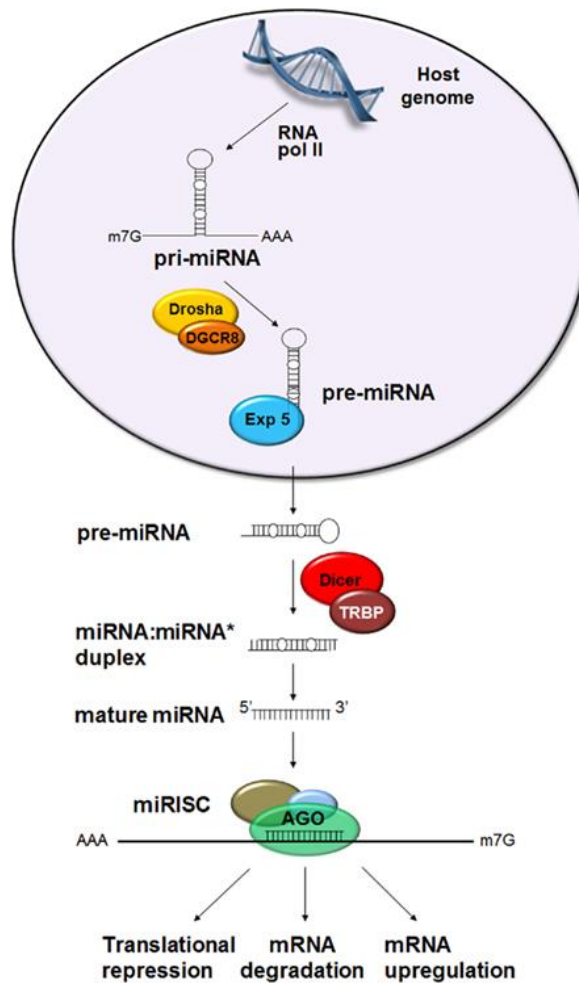 Host
genome
RNA
pol II
m7G
AAA
pri-miRNA
Drosha
DGCR8
pre-miRNA
Exp 5
pre-miRNA
Dicer
TRBP
miRNA:miRNA*
duplex
mature miRNA
5’
3’
miRISC
AGO
AAA
m7G
Translational
repression
mRNA
degradation
mRNA
upregulation